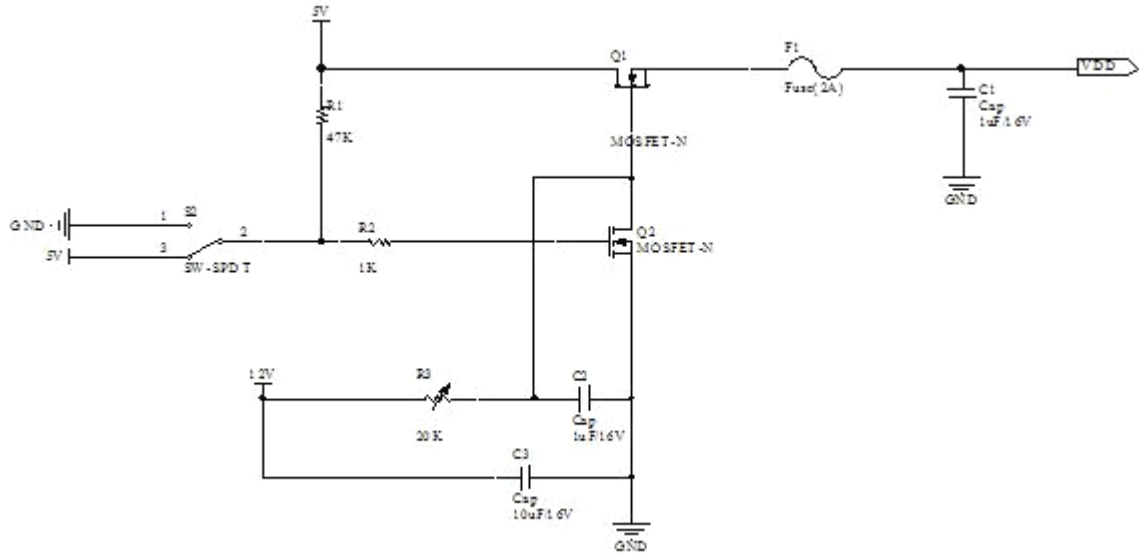 5V
Q1
F1
Fuse(2A)
VDD
C1
Cap
1uF/16V
R1
47K
MOSFET-N
GND
GND-1
1
S2
3
2
5V
SW-SPDT
R2
1K
Q2
MOSFET-N
12V
R3
20K
C2
Cap
1uF/16V
C3
Cap
10uF/16V
GND